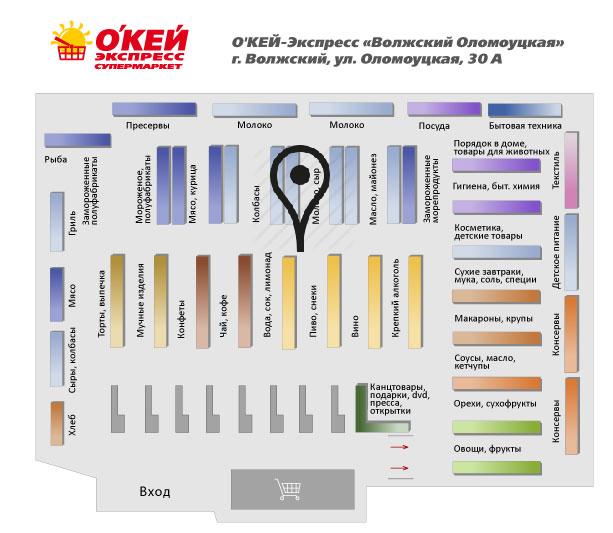 О'КЕЙ
ЭКСПРЕСС
СУПЕРМАРКЕТ
О'КЕЙ-Экспресс «Волжский Оломоуцкая»
г. Волжский, ул. Оломоуцкая, 30 А
Пресервы
Молоко
Молоко
Посуда
Бытовая техника
Рыба
Замороженные
полуфабрикаты
Мороженое,
полуфабрикаты
Мясо, курица
Колбасы
сыр
Масло, майонез
Замороженные
морепродукты
Порядок в доме,
товары для животных
Гигиена, быт. химия
Косметика,
детские товары
Сухие завтраки,
мука, соль, специи
Макароны, крупы
Соусы, масло,
кетчупы
Орехи, сухофрукты
Овощи, фрукты
Текстиль
Детское питание
Консервы
Консервы
Гриль
Мясо
Сыры, колбасы
Хлеб
Торты, выпечка
Мучные изделия
Конфеты
Чай, кофе
Вода, сок, лимонад
Пиво, снеки
Вино
Крепкий алкоголь
Канцтовары,
подарки, dvd,
пресса,
открытки
Вход